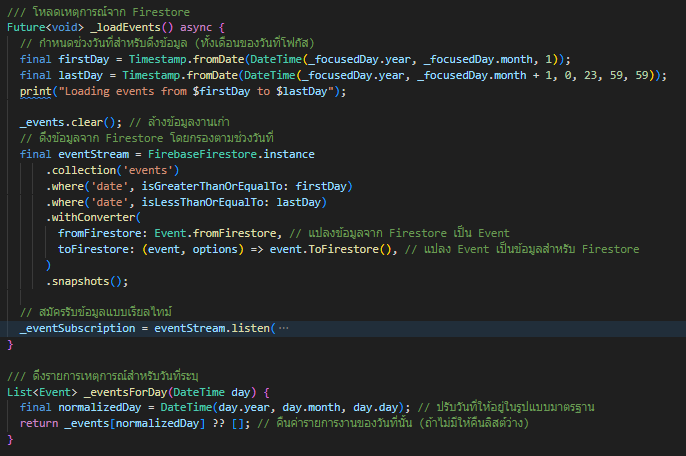 /// โหลดเหตุการณ์จาก Firestore
Future<void> _loadEvents() async {
// กำหนดช่วงวันที่สำหรับดึงข้อมูล (ทั้งเดือนของวันที่โฟกัส)
final firstDay = Timestamp.fromDate(DateTime(_focusedDay.year, _focusedDay.month, 1));
final lastDay = Timestamp.fromDate(DateTime(_focusedDay.year, _focusedDay.month + 1, 0, 23, 59, 59));
print("Loading events from $firstDay to $lastDay");
_events.clear(); // ล้างข้อมูลงานเก่า
// ดึงข้อมูลจาก Firestore โดยกรองตามช่วงวันที่
final eventStream = FirebaseFirestore.instance
.collection('events')
.where('date', isGreaterThanOrEqualTo: firstDay)
.where('date', isLessThanOrEqualTo: lastDay)
.withConverter(
fromFirestore: Event.fromFirestore, // แปลงข้อมูลจาก Firestore เป็น Event
toFirestore: (event, options) => event.ToFirestore(), // แปลง Event เป็นข้อมูลสำหรับ Firestore
)
.snapshots();
// สมัครรับข้อมูลแบบเรียลไทม์
_eventSubscription = eventStream.listen( ⋯
}
/// ดึงรายการเหตุการณ์สำหรับวันที่ระบุ
List<Event> _eventsForDay(DateTime day) {
final normalizedDay = DateTime(day.year, day.month, day.day); // ปรับวันที่ให้อยู่ในรูปแบบมาตรฐาน
return _events[normalizedDay] ?? []; // คืนค่ารายการงานของวันที่นั้น (ถ้าไม่มีให้คืนลิสต์ว่าง)
}